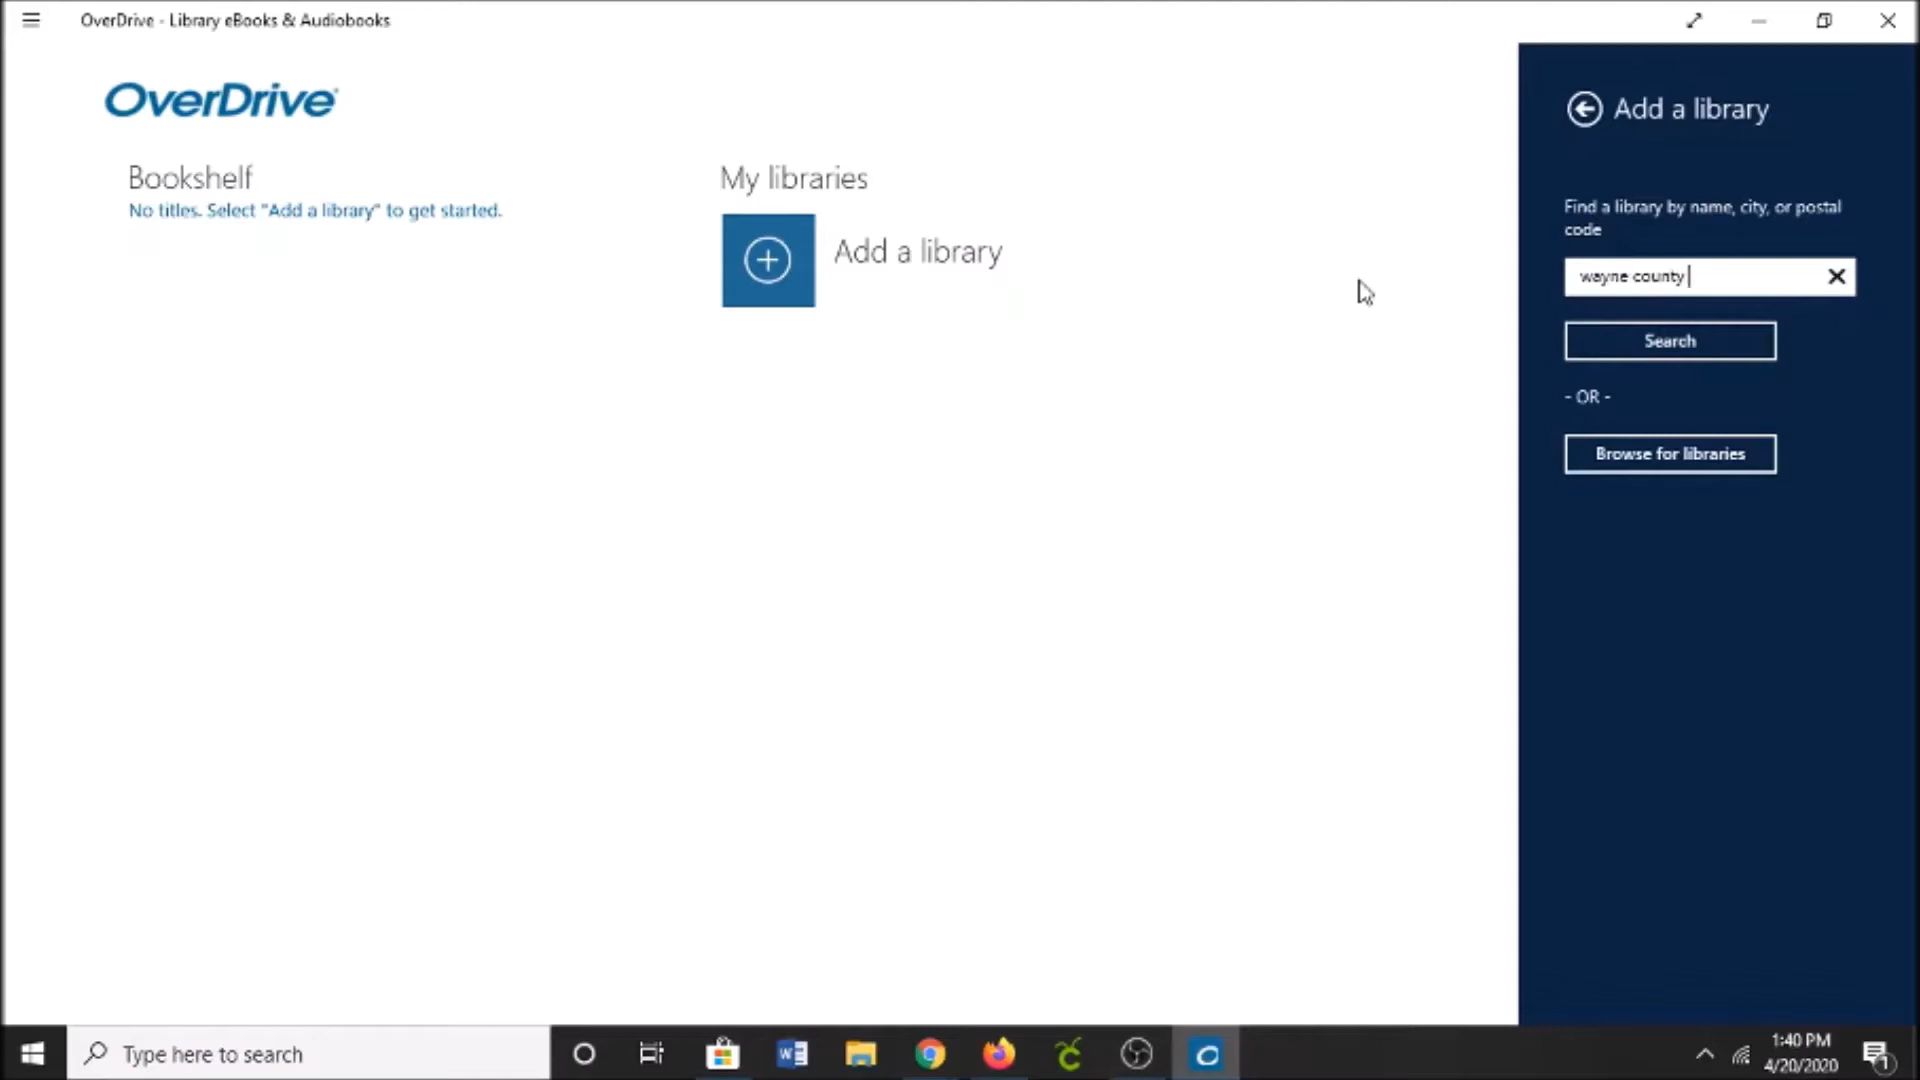 OverDrive - Library eBooks & Audiobooks
OverDrive
Bookshelf
No titles. Select "Add a library" to get started.
My libraries
Add a library
Add a library
Find a library by name, city, or postal
code
wayne county
Search
- OR -
Browse for libraries
Type here to search
1:40 PM
4/20/2020
1